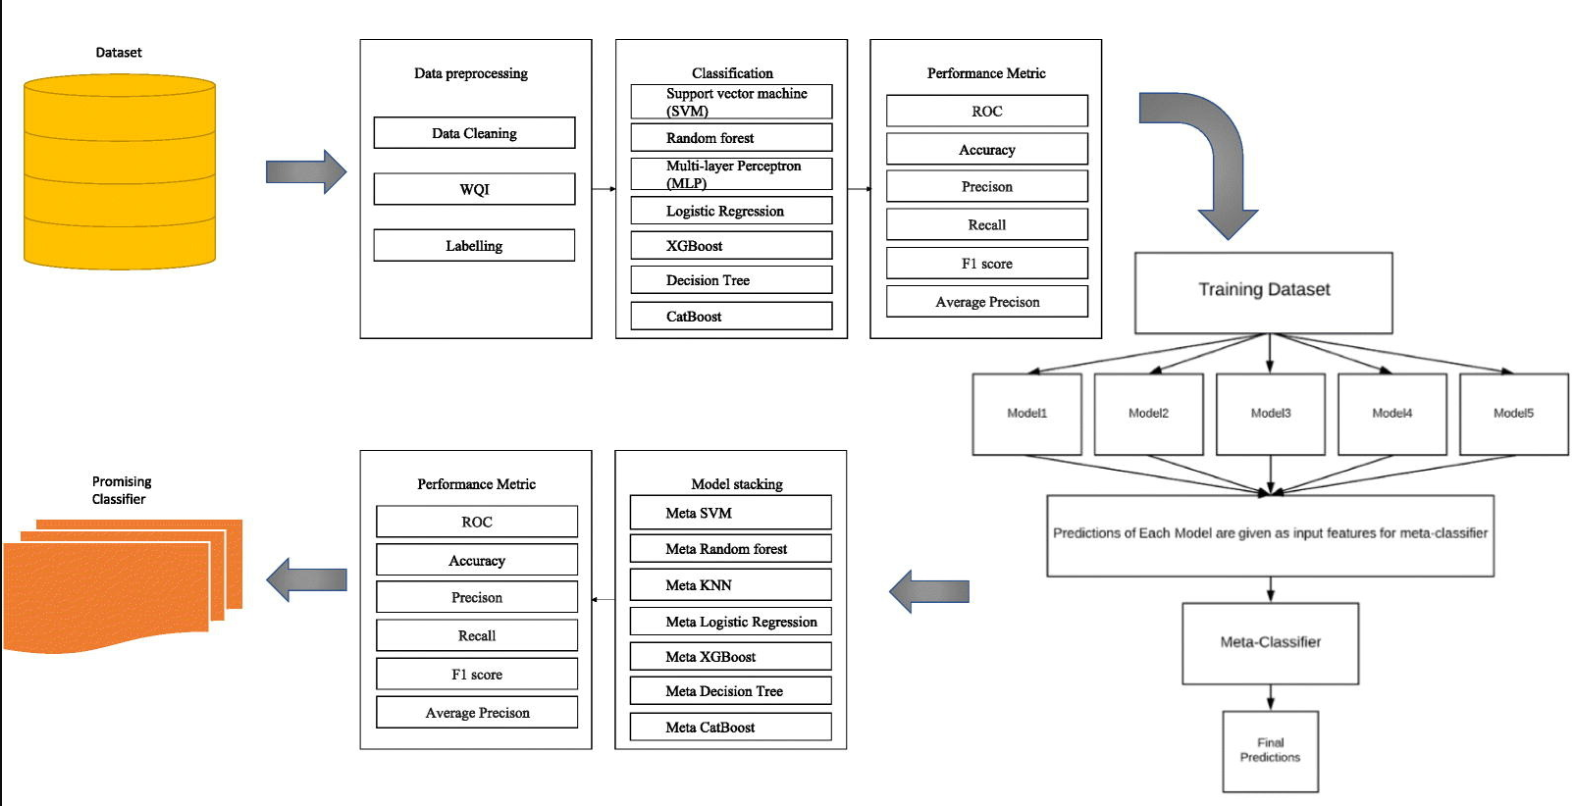 Dataset
Data preprocessing
Data Cleaning
WQI
Labelling
Classification
Support vector machine
(SVM)
Random forest
Multi-layer Perceptron
(MLP)
Logistic Regression
XGBoost
Decision Tree
CatBoost
Performance Metric
ROC
Accuracy
Precison
Recall
F1 score
Average Precison
Training Dataset
Model1
Model2
Model3
Model4
Model5
Predictions of Each Model are given as input features for meta-classifier
Meta-Classifier
Final
Predictions
Model stacking
Meta SVM
Meta Random forest
Meta KNN
Meta Logistic Regression
Meta XGBoost
Meta Decision Tree
Meta CatBoost
Performance Metric
ROC
Accuracy
Precison
Recall
F1 score
Average Precison
Promising
Classifier